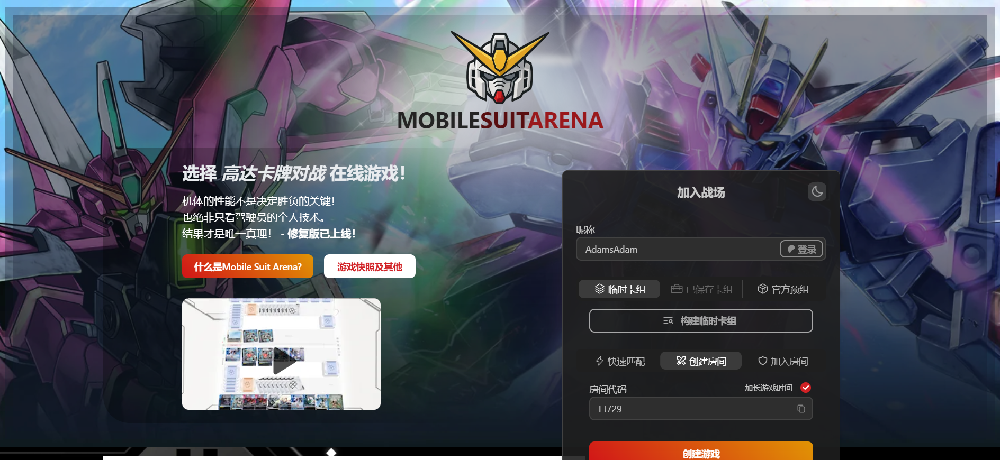 MOBILESUITARENA
选择 高达卡牌对战 在线游戏！
机体的性能不是决定胜负的关键！
也绝非只看驾驶员的个人技术。
结果才是唯一真理！ - 修复版已上线！
什么是Mobile Suit Arena?
游戏快照及其他
加入战场
昵称
AdamsAdam
登录
临时卡组
已保存卡组
官方预组
构建临时卡组
快速匹配
创建房间
加入房间
房间代码
加长游戏时间
LJ729
创建游戏